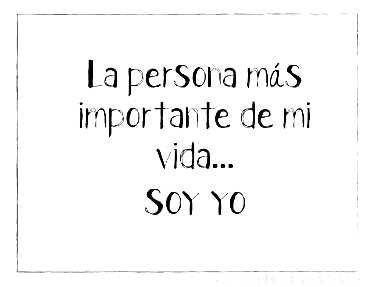 La persona más
importante de mi
vida...
SOY YO